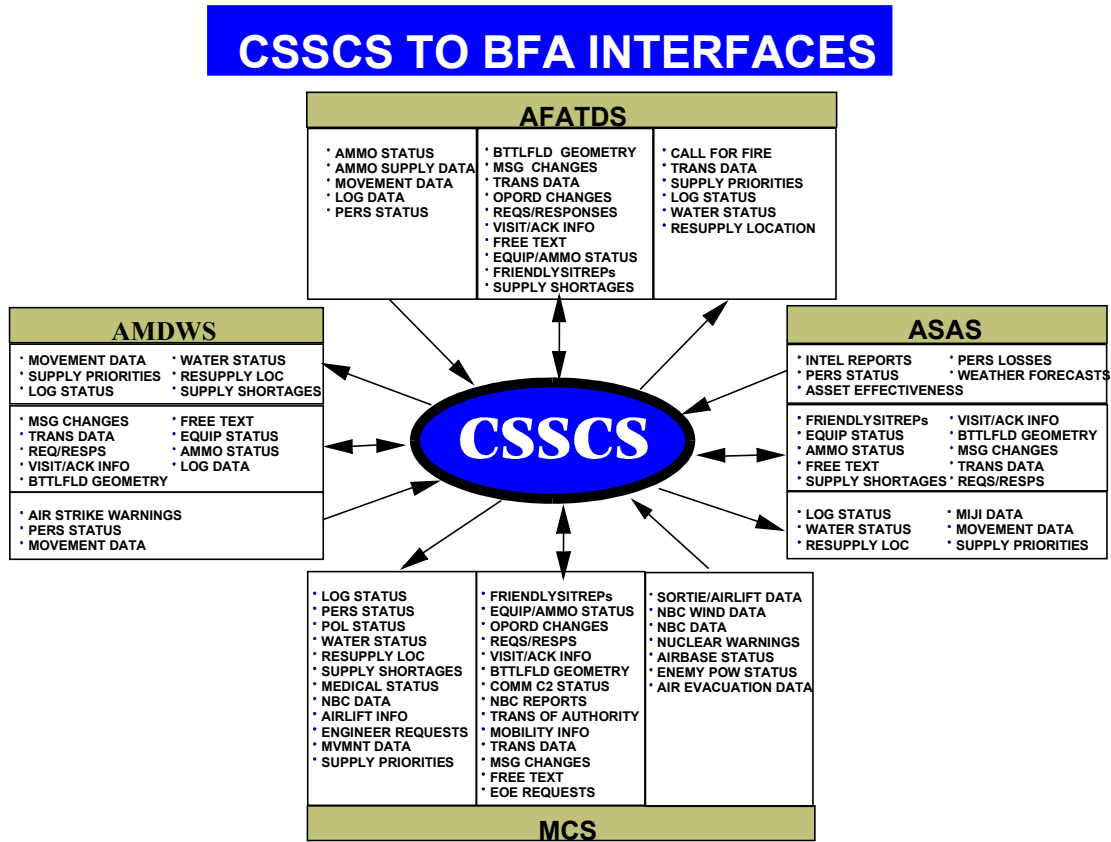 CSSCS TO BFA INTERFACES
AFATDS
• AMMO STATUS
• AMMO SUPPLY DATA
• MOVEMENT DATA
• LOG DATA
• PERS STATUS
• BTTLFLD GEOMETRY
• MSG CHANGES
• TRANS DATA
• OPORD CHANGES
• REQS/RESPONSES
• VISIT/ACK INFO
• FREE TEXT
• EQUIP/AMMO STATUS
• FRIENDLYSITREPs
• SUPPLY SHORTAGES
• CALL FOR FIRE
• TRANS DATA
• SUPPLY PRIORITIES
• LOG STATUS
• WATER STATUS
• RESUPPLY LOCATION
AMDWS
• MOVEMENT DATA
• SUPPLY PRIORITIES
• LOG STATUS
• WATER STATUS
• RESUPPLY LOC
• SUPPLY SHORTAGES
• MSG CHANGES
• TRANS DATA
• REQ/RESPS
• VISIT/ACK INFO
• BTTLFLD GEOMETRY
• FREE TEXT
• EQUIP STATUS
• AMMO STATUS
• LOG DATA
• AIR STRIKE WARNINGS
• PERS STATUS
• MOVEMENT DATA
CSSCS
ASAS
• INTEL REPORTS
• PERS STATUS
• ASSET EFFECTIVENESS
• PERS LOSSES
• WEATHER FORECASTS
• FRIENDLYSITREPs
• EQUIP STATUS
• AMMO STATUS
• FREE TEXT
• SUPPLY SHORTAGES
• VISIT/ACK INFO
• BTTLFLD GEOMETRY
• MSG CHANGES
• TRANS DATA
• REQS/RESPS
• LOG STATUS
• WATER STATUS
• RESUPPLY LOC
• MIJI DATA
• MOVEMENT DATA
• SUPPLY PRIORITIES
• LOG STATUS
• PERS STATUS
• POL STATUS
• WATER STATUS
• RESUPPLY LOC
• SUPPLY SHORTAGES
• MEDICAL STATUS
• NBC DATA
• AIRLIFT INFO
• ENGINEER REQUESTS
• MVMNT DATA
• SUPPLY PRIORITIES
• FRIENDLYSITREPs
• EQUIP/AMMO STATUS
• OPORD CHANGES
• REQS/RESPS
• VISIT/ACK INFO
• BTTLFLD GEOMETRY
• COMM C2 STATUS
• NBC REPORTS
• TRANS OF AUTHORITY
• MOBILITY INFO
• TRANS DATA
• MSG CHANGES
• FREE TEXT
• EOE REQUESTS
• SORTIE/AIRLIFT DATA
• NBC WIND DATA
• NBC DATA
• NUCLEAR WARNINGS
• AIRBASE STATUS
• ENEMY POW STATUS
• AIR EVACUATION DATA
MCS